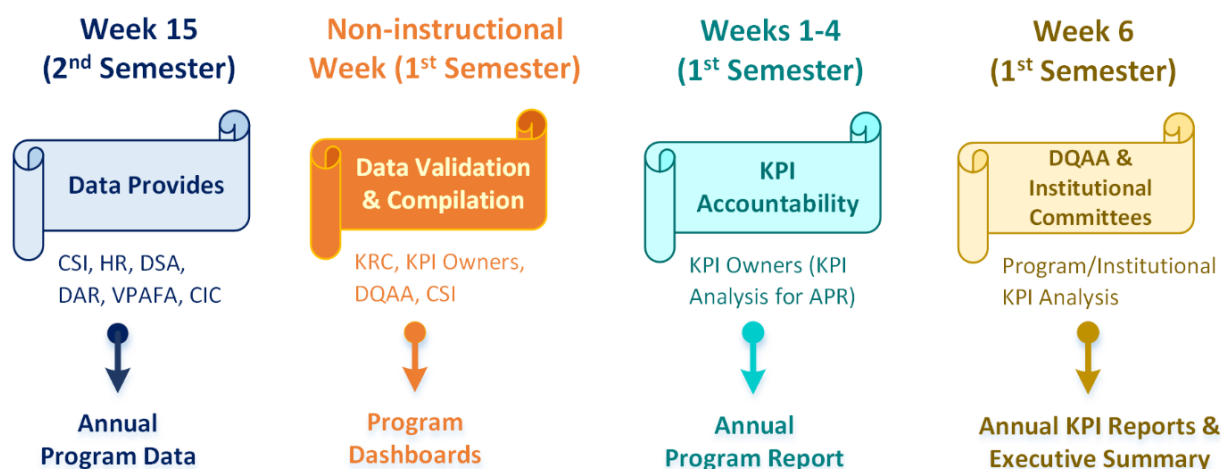 Week 15
(2nd Semester)
Data Provides
CSI, HR, DSA,
DAR, VPAFA, CIC
Annual
Program Data
Non-instructional
Week (1st Semester)
Data Validation
& Compilation
KRC, KPI Owners,
DQAA, CSI
Program
Dashboards
Weeks 1-4
(1st Semester)
KPI
Accountability
KPI Owners (KPI
Analysis for APR)
Annual
Program Report
Week 6
(1st Semester)
DQAA &
Institutional
Committees
Program/Institutional
KPI Analysis
Annual KPI Reports &
Executive Summary